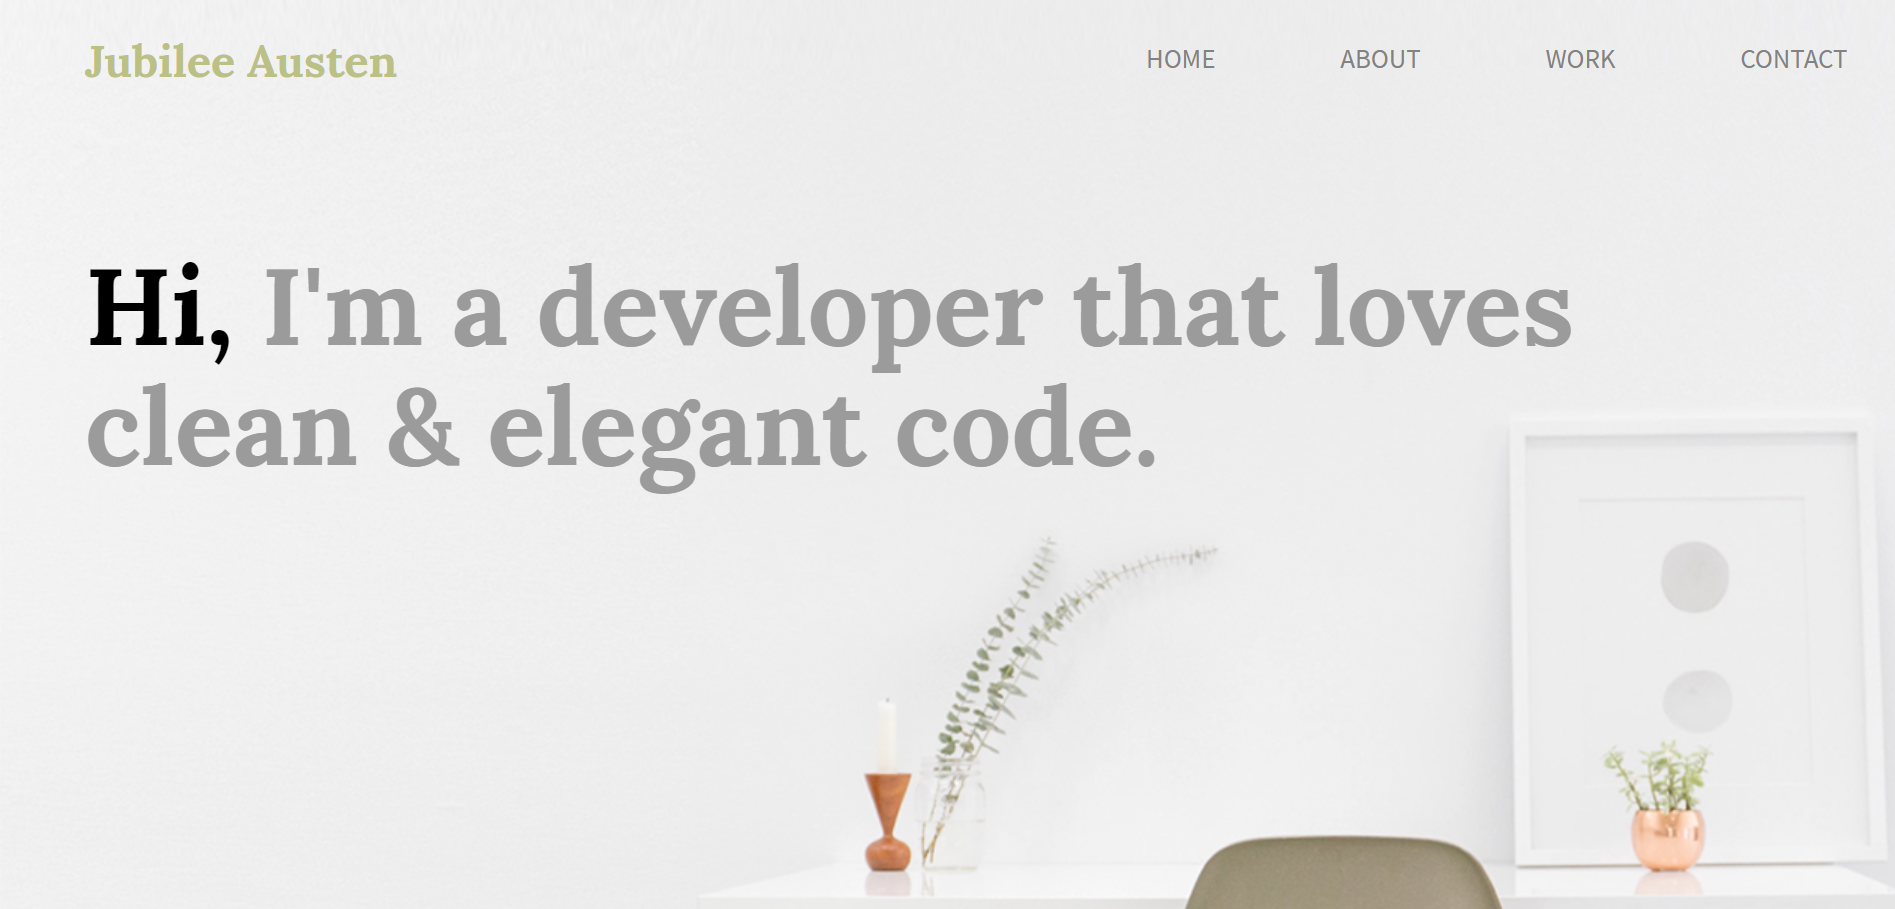 Jubilee Austen
HOME ABOUT WORK CONTACT
Hi, I'm a developer that loves
clean & elegant code.